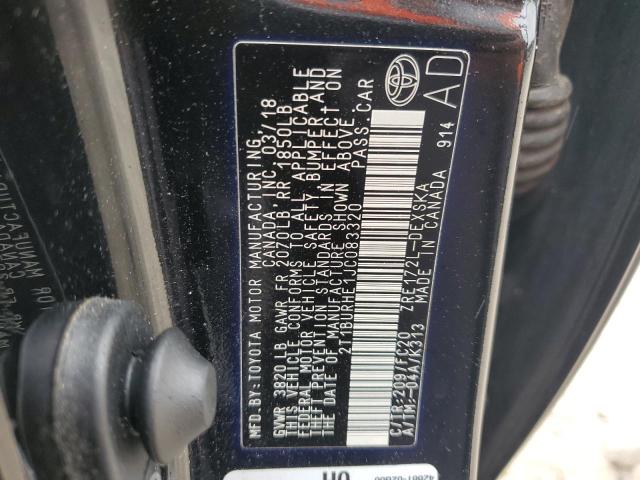 MFD.BY:TOYOTA MOTOR MANUFACTURING
CANADA, INC. 03/18
GVWR 3820LB GAWR FR 2070LB RR 1850LB
THIS VEHICLE CONFORMS TO ALL APPLICABLE
FEDERAL MOTOR VEHICLE SAFETY BUMPER AND
THEFT PREVENTION STANDARDS IN EFFECT ON
THE DATE OF MANUFACTURE SHOWN ABOVE
2T1BURHE1JC083320 PASS.CAR
C/TR:209/FC20 ZRE172L-DEXSKA
A/TM:-04A/K313 MADE IN CANADA 914
AD